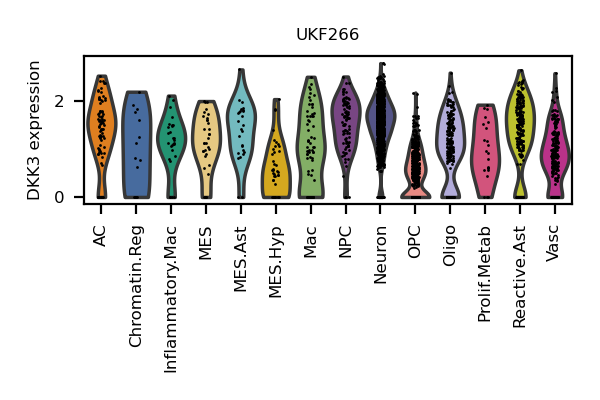 UKF266
DKK3 expression
2
0
AC
Chromatin.Reg
Inflammatory.Mac
MES
MES.Ast
MES.Hyp
Mac
NPC
Neuron
OPC
Oligo
Prolif.Metab
Reactive.Ast
Vasc